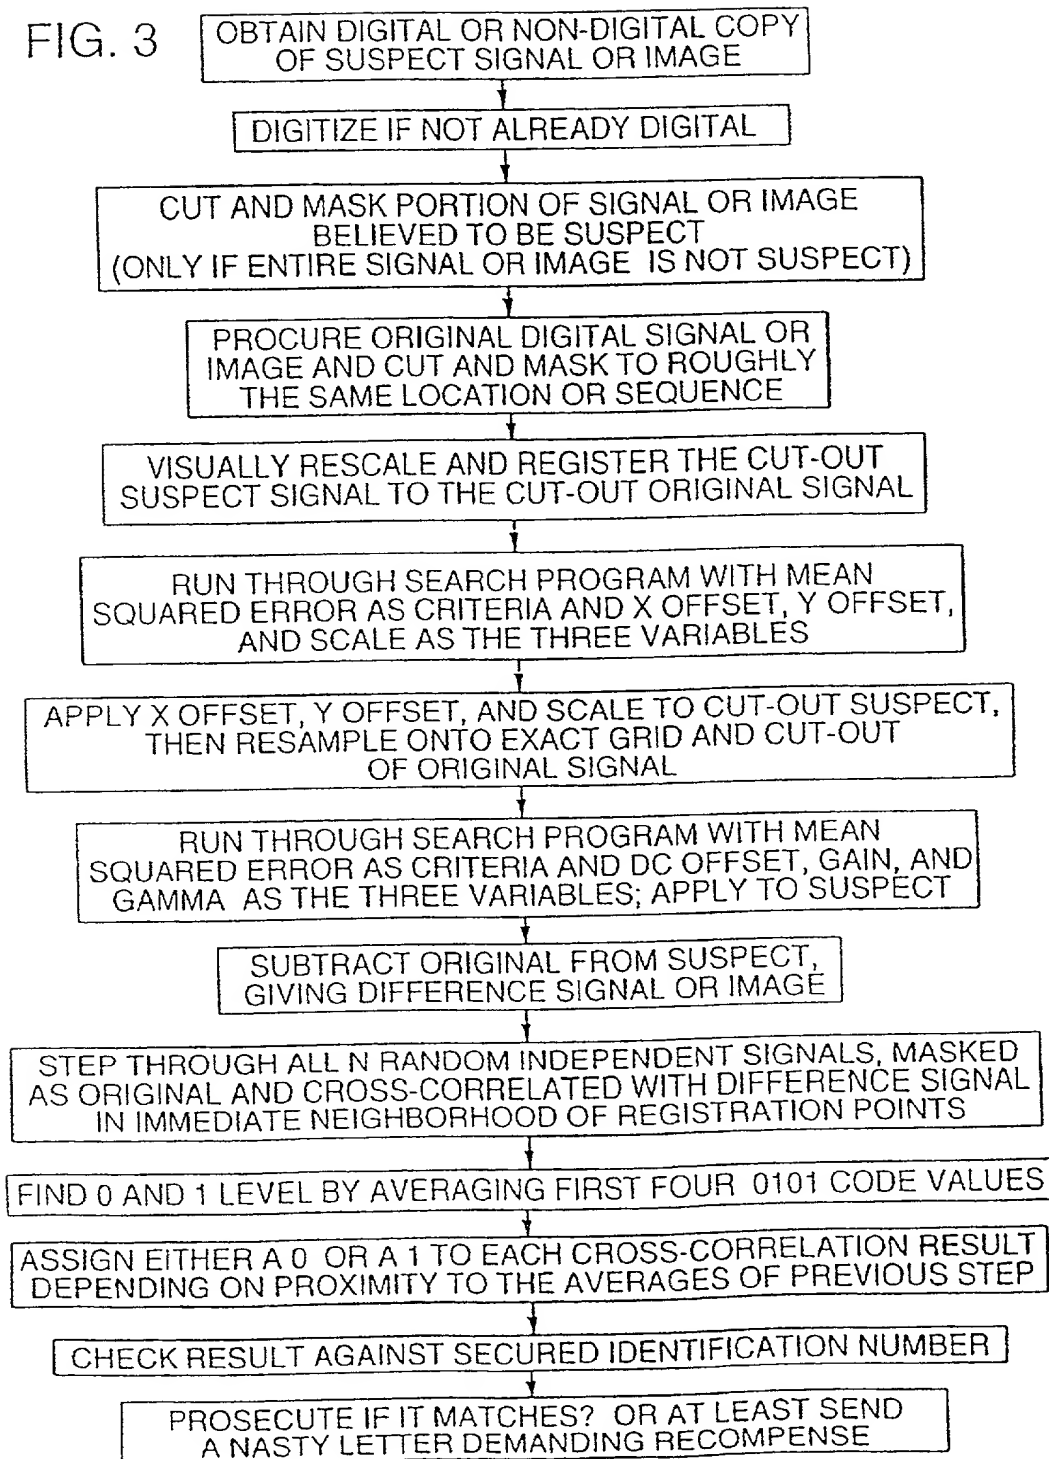 FIG. 3
OBTAIN DIGITAL OR NON-DIGITAL COPY
OF SUSPECT SIGNAL OR IMAGE
DIGITIZE IF NOT ALREADY DIGITAL
CUT AND MASK PORTION OF SIGNAL OR IMAGE
BELIEVED TO BE SUSPECT
(ONLY IF ENTIRE SIGNAL OR IMAGE IS NOT SUSPECT)
PROCURE ORIGINAL DIGITAL SIGNAL OR
IMAGE AND CUT AND MASK TO ROUGHLY
THE SAME LOCATION OR SEQUENCE
VISUALLY RESCALE AND REGISTER THE CUT-OUT
SUSPECT SIGNAL TO THE CUT-OUT ORIGINAL SIGNAL
RUN THROUGH SEARCH PROGRAM WITH MEAN
SQUARED ERROR AS CRITERIA AND X OFFSET, Y OFFSET,
AND SCALE AS THE THREE VARIABLES
APPLY X OFFSET, Y OFFSET, AND SCALE TO CUT-OUT SUSPECT,
THEN RESAMPLE ONTO EXACT GRID AND CUT-OUT
OF ORIGINAL SIGNAL
RUN THROUGH SEARCH PROGRAM WITH MEAN
SQUARED ERROR AS CRITERIA AND DC OFFSET, GAIN, AND
GAMMA AS THE THREE VARIABLES; APPLY TO SUSPECT
SUBTRACT ORIGINAL FROM SUSPECT,
GIVING DIFFERENCE SIGNAL OR IMAGE
STEP THROUGH ALL N RANDOM INDEPENDENT SIGNALS, MASKED
AS ORIGINAL AND CROSS-CORRELATED WITH DIFFERENCE SIGNAL
IN IMMEDIATE NEIGHBORHOOD OF REGISTRATION POINTS
FIND 0 AND 1 LEVEL BY AVERAGING FIRST FOUR 0101 CODE VALUES
ASSIGN EITHER A 0 OR A 1 TO EACH CROSS-CORRELATION RESULT
DEPENDING ON PROXIMITY TO THE AVERAGES OF PREVIOUS STEP
CHECK RESULT AGAINST SECURED IDENTIFICATION NUMBER
PROSECUTE IF IT MATCHES? OR AT LEAST SEND
A NASTY LETTER DEMANDING RECOMPENSE